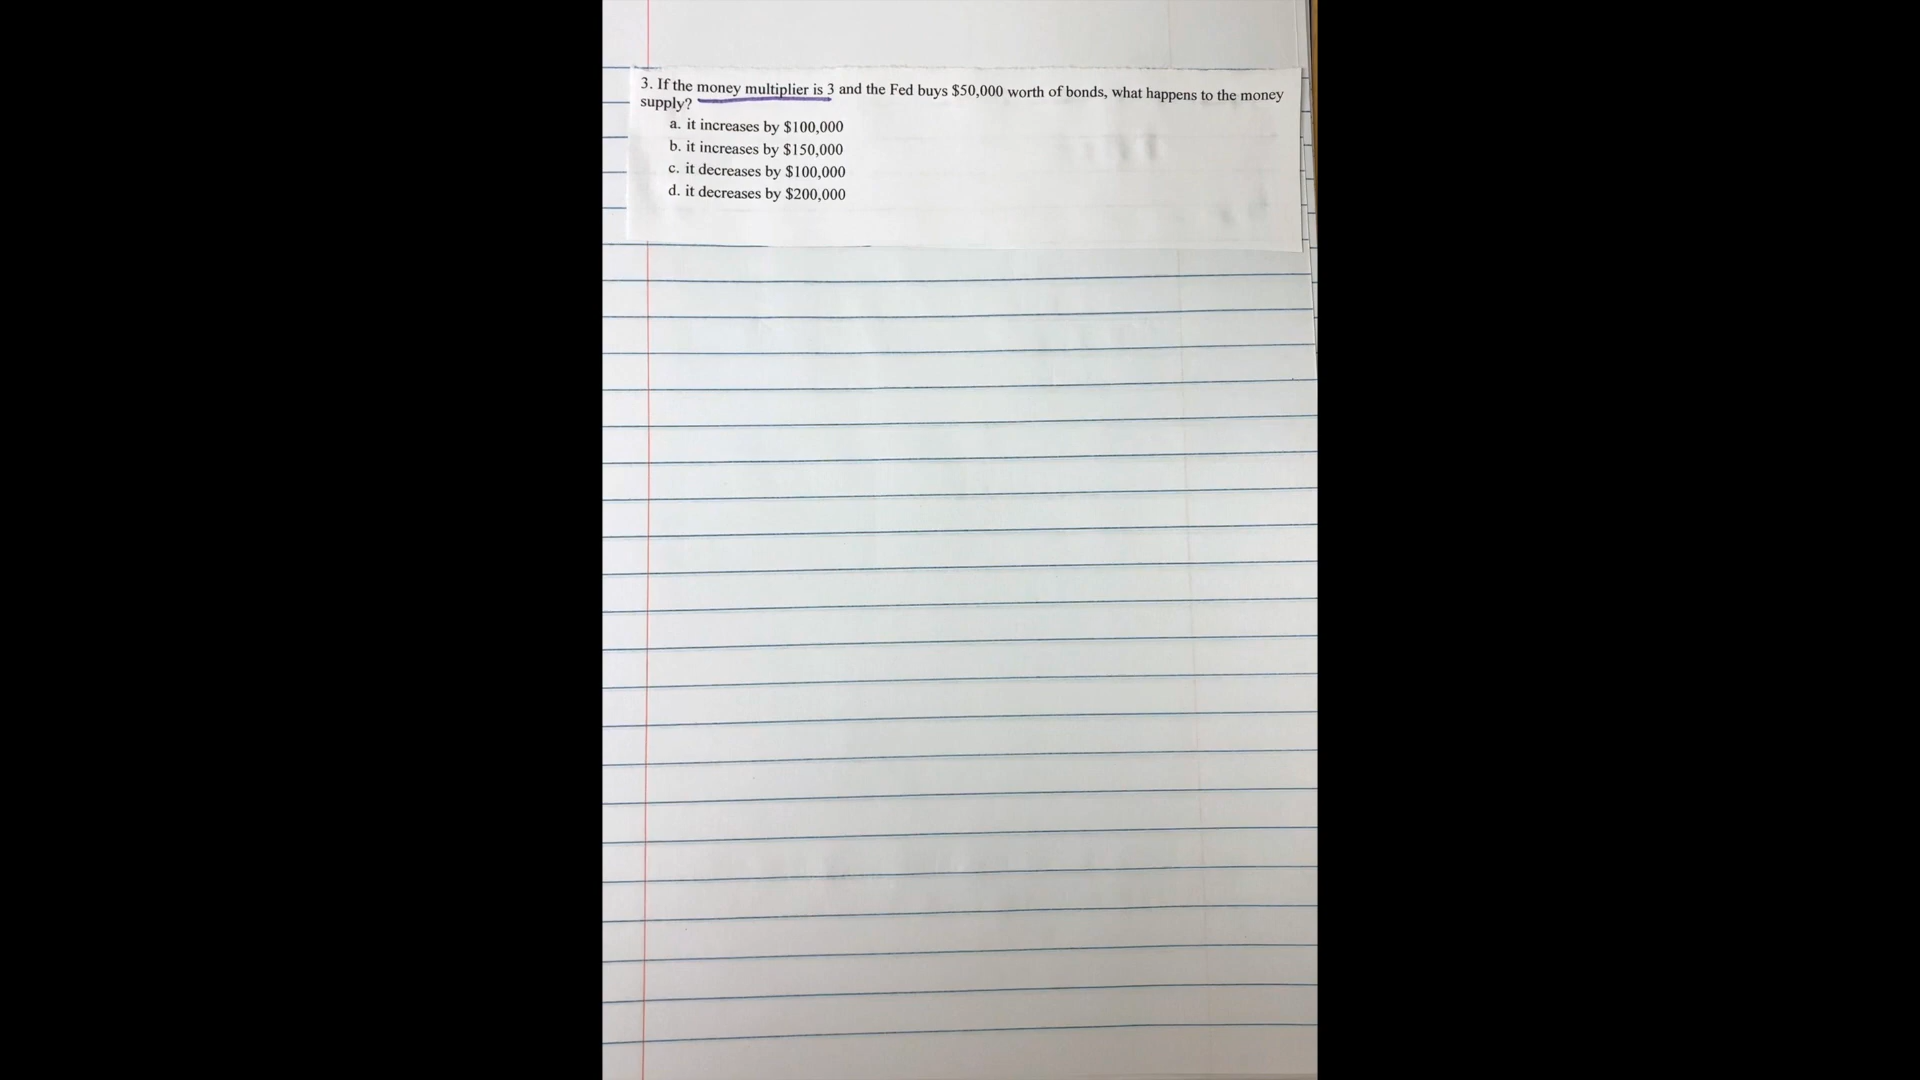 3. If the money multiplier is 3 and the Fed buys $50,000 worth of bonds, what happens to the money
supply?
a. it increases by $100,000
b. it increases by $150,000
c. it decreases by $100,000
d. it decreases by $200,000